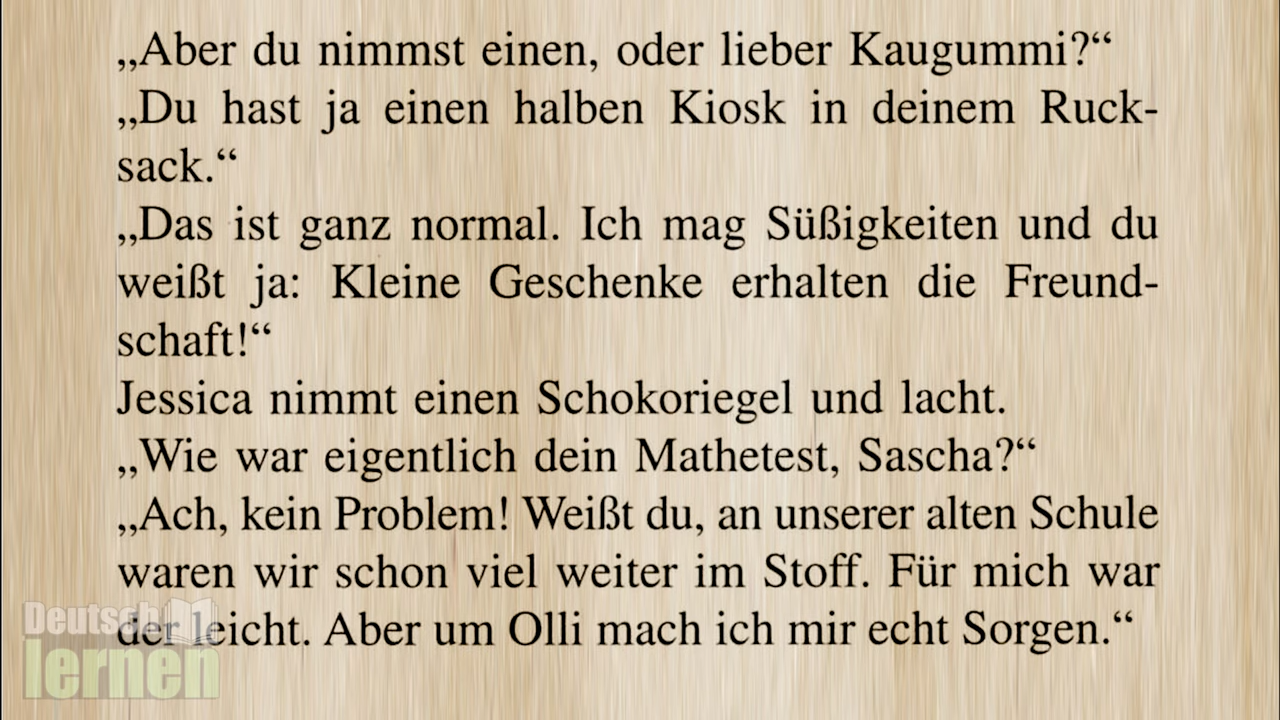 „Aber du nimmst einen, oder lieber Kaugummi?“
„Du hast ja einen halben Kiosk in deinem Ruck-
sack.“
„Das ist ganz normal. Ich mag Süßigkeiten und du
weißt ja: Kleine Geschenke erhalten die Freund-
schaft!“
Jessica nimmt einen Schokoriegel und lacht.
„Wie war eigentlich dein Mathetest, Sascha?“
„Ach, kein Problem! Weißt du, an unserer alten Schule
waren wir schon viel weiter im Stoff. Für mich war
der leicht. Aber um Olli mach ich mir echt Sorgen.“
Deutsch
lernen